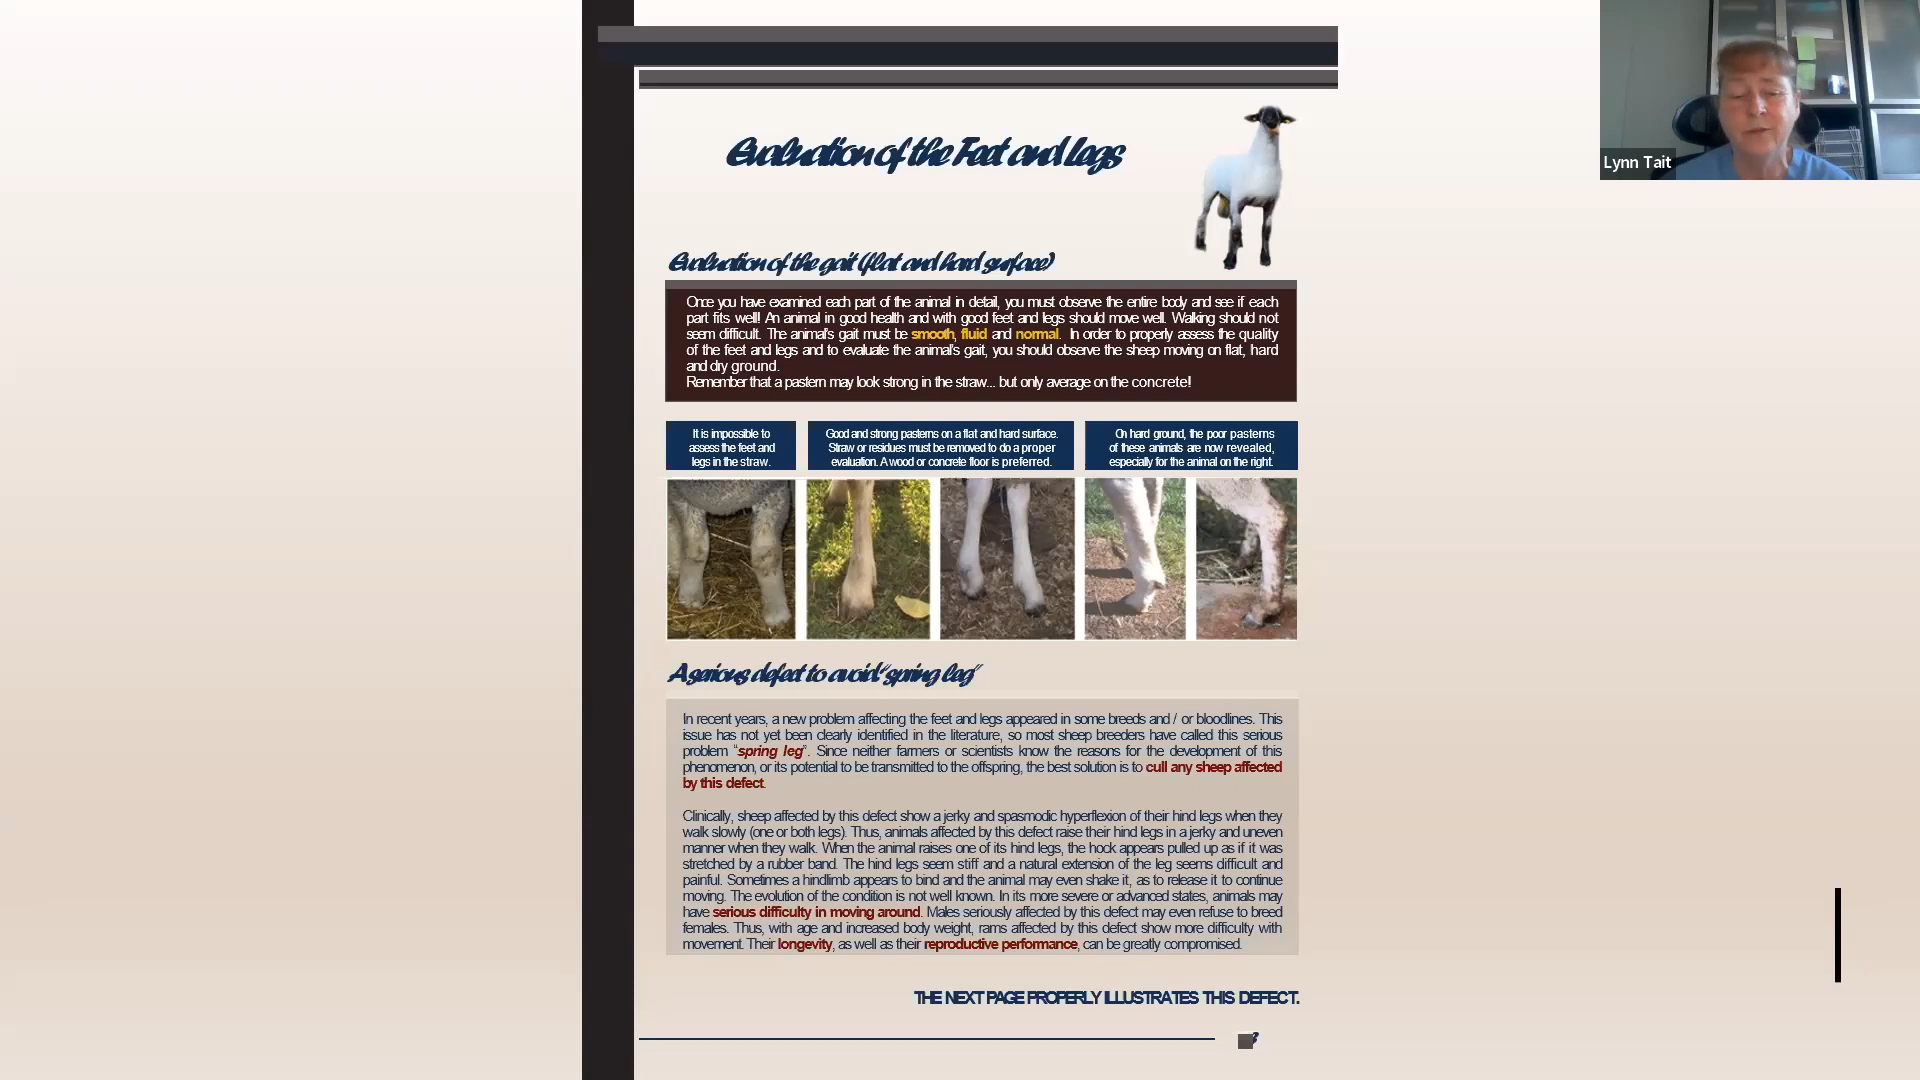 Lynn Tait
Evaluation of the Feet and Legs
Evaluation of the gait (flat and hard surface)
Once you have examined each part of the animal in detail, you must observe the entire body and see if each
part fits well! An animal in good health and with good feet and legs should move well. Walking should not
seem difficult. The animal's gait must be smooth, fluid and normal. In order to properly assess the quality
of the feet and legs and to evaluate the animal's gait, you should observe the sheep moving on flat, hard
and dry ground.
Remember that a pastern may look strong in the straw... but only average on the concrete!
It is impossible to
assess the feet and
legs in the straw.
Good and strong pasterns on a flat and hard surface.
Straw or residues must be removed to do a proper
evaluation. A wood or concrete floor is preferred.
On hard ground, the poor pasterns
of these animals are now revealed,
especially for the animal on the right.
A serious defect to avoid: "spring leg"
In recent years, a new problem affecting the feet and legs appeared in some breeds and / or bloodlines. This
issue has not yet been clearly identified in the literature, so most sheep breeders have called this serious
problem "spring leg". Since neither farmers or scientists know the reasons for the development of this
phenomenon, or its potential to be transmitted to the offspring, the best solution is to cull any sheep affected
by this defect.
Clinically, sheep affected by this defect show a jerky and spasmodic hyperflexion of their hind legs when they
walk slowly (one or both legs). Thus, animals affected by this defect raise their hind legs in a jerky and uneven
manner when they walk. When the animal raises one of its hind legs, the hock appears pulled up as if it was
stretched by a rubber band. The hind legs seem stiff and a natural extension of the leg seems difficult and
painful. Sometimes a hindlimb appears to bind and the animal may even shake it, as to release it to continue
moving. The evolution of the condition is not well known. In its more severe or advanced states, animals may
have serious difficulty in moving around. Males seriously affected by this defect may even refuse to breed
females. Thus, with age and increased body weight, rams affected by this defect show more difficulty with
movement. Their longevity, as well as their reproductive performance, can be greatly compromised.
THE NEXT PAGE PROPERLY ILLUSTRATES THIS DEFECT.